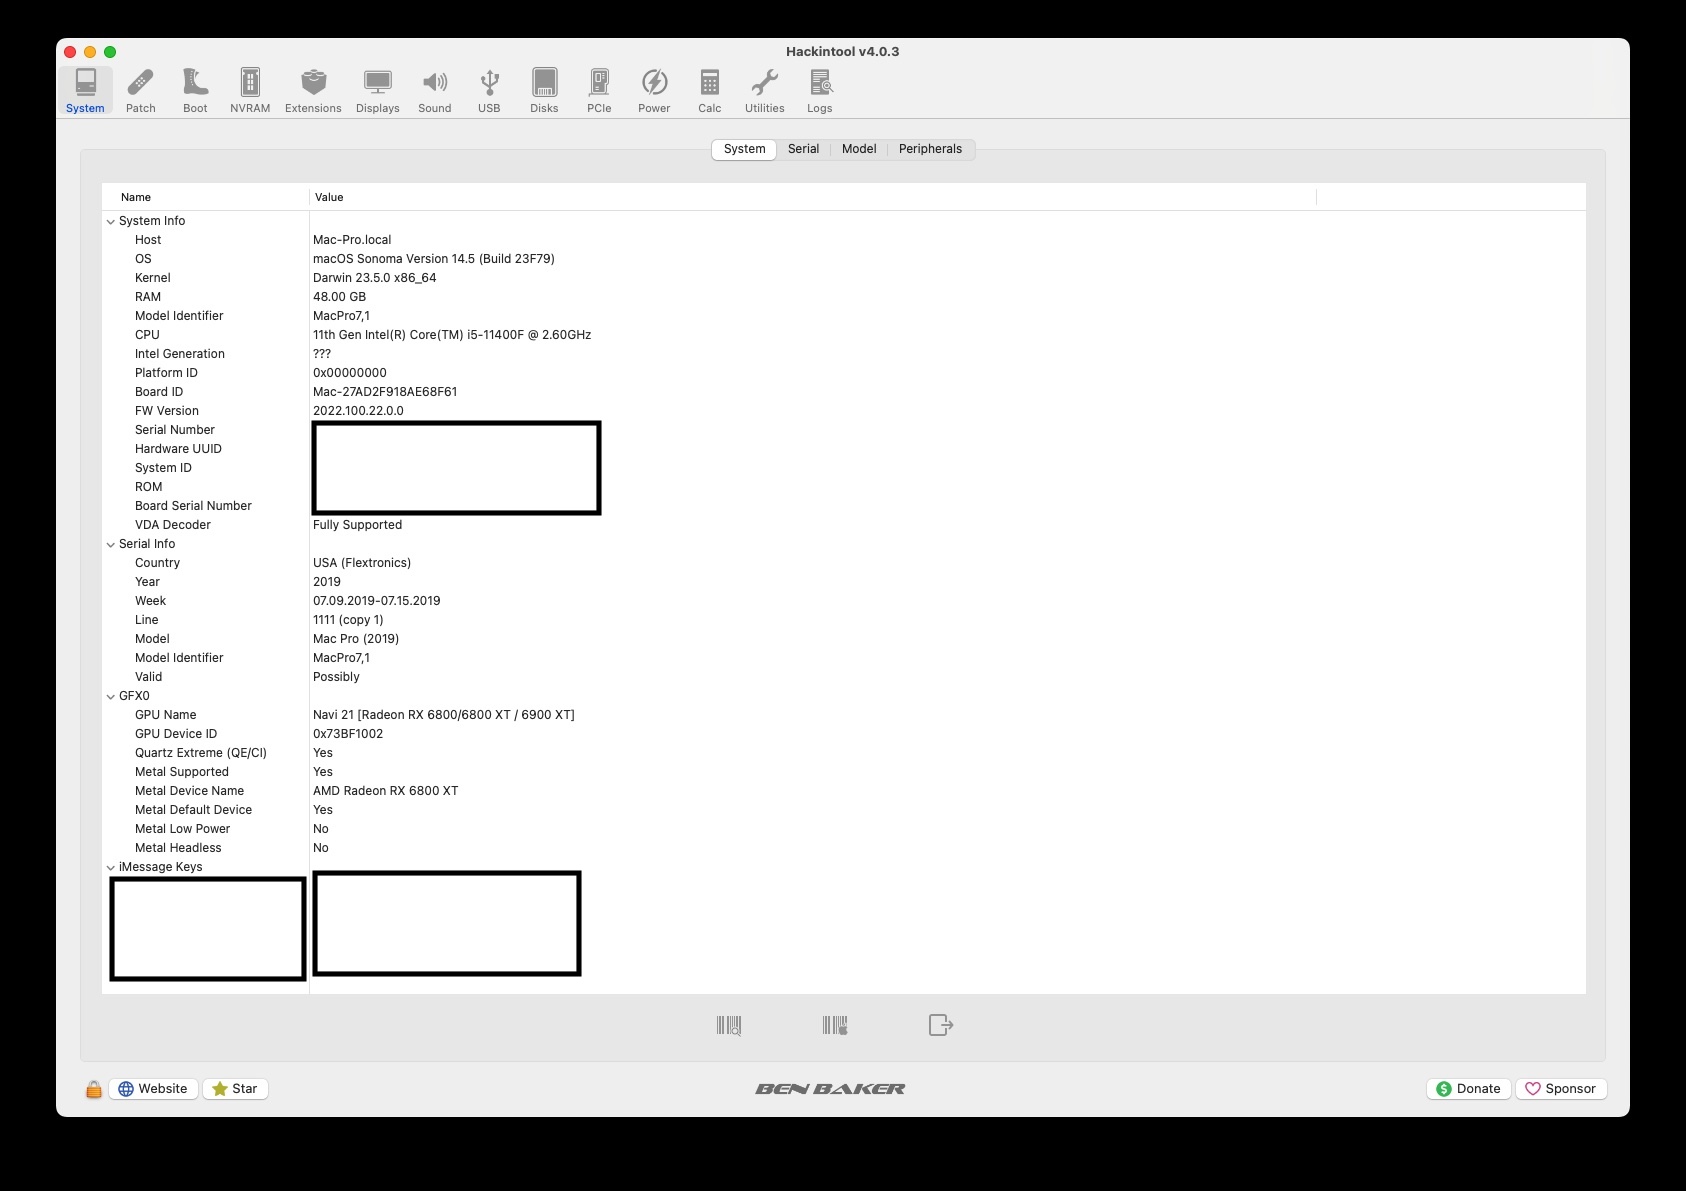 Hackintool v4.0.3
System Patch Boot NVRAM Extensions Displays Sound USB Disks PCIe Power Calc Utilities Logs
System Serial Model Peripherals
Name Value
System Info
Host Mac-Pro.local
OS macOS Sonoma Version 14.5 (Build 23F79)
Kernel Darwin 23.5.0 x86_64
RAM 48.00 GB
Model Identifier MacPro7,1
CPU 11th Gen Intel(R) Core(TM) i5-11400F @ 2.60GHz
Intel Generation ???
Platform ID 0x00000000
Board ID Mac-27AD2F918AE68F61
FW Version 2022.100.22.0.0
Serial Number
Hardware UUID
System ID
ROM
Board Serial Number
VDA Decoder Fully Supported
Serial Info
Country USA (Flextronics)
Year 2019
Week 07.09.2019-07.15.2019
Line 1111 (copy 1)
Model Mac Pro (2019)
Model Identifier MacPro7,1
Valid Possibly
GFX0
GPU Name Navi 21 [Radeon RX 6800/6800 XT / 6900 XT]
GPU Device ID 0x73BF1002
Quartz Extreme (QE/CI) Yes
Metal Supported Yes
Metal Device Name AMD Radeon RX 6800 XT
Metal Default Device Yes
Metal Low Power No
Metal Headless No
iMessage Keys
Website Star BEN BAKER Donate Sponsor